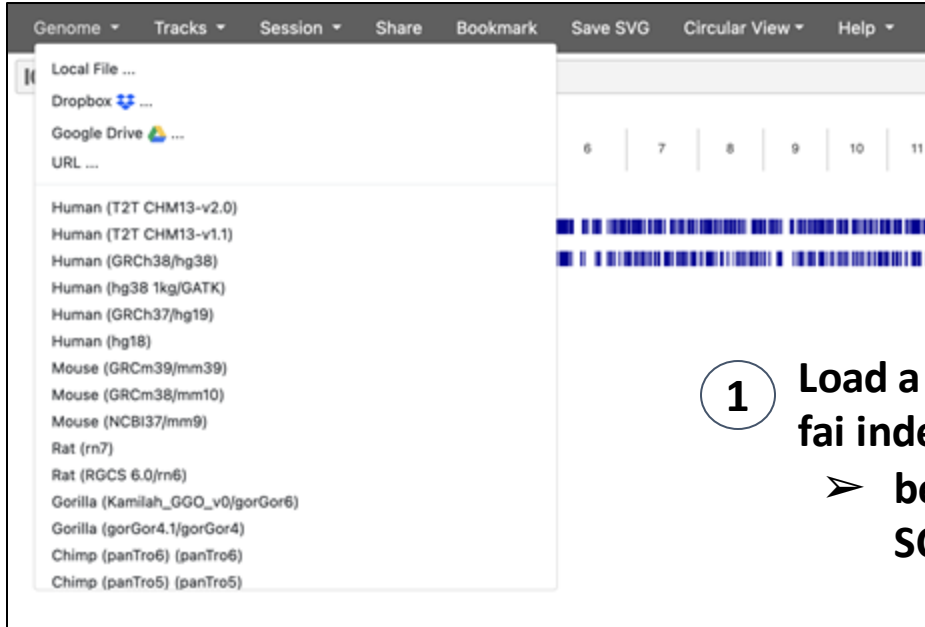 Genome Tracks Session Share Bookmark Save SVG Circular View Help
Local File ...
Dropbox ...
Google Drive ...
URL ...
6 7 8 9 10 11
Human (T2T CHM13-v2.0)
Human (T2T CHM13-v1.1)
Human (GRCh38/hg38)
Human (hg38 1kg/GATK)
Human (GRCh37/hg19)
Human (hg18)
Mouse (GRCm39/mm39)
Mouse (GRCm38/mm10)
Mouse (NCBI37/mm9)
Rat (rn7)
Rat (RGCS 6.0/rn6)
Gorilla (Kamilah_GGO_v0/gorGor6)
Gorilla (gorGor4.1/gorGor4)
Chimp (panTro6) (panTro6)
Chimp (panTro5) (panTro5)
1 Load a
fai inde
➢ be
SC